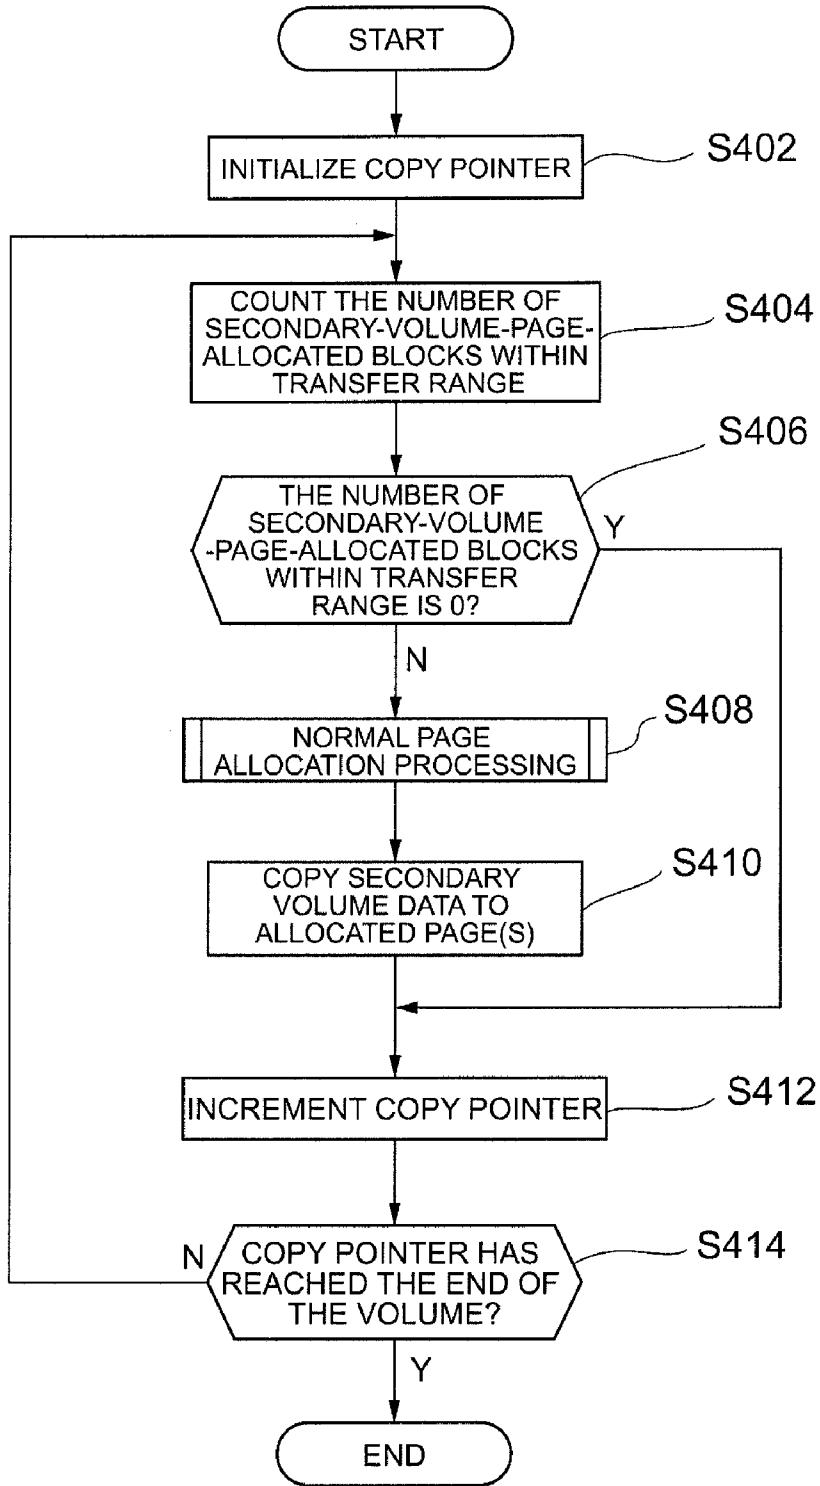 START
INITIALIZE COPY POINTER
S402
COUNT THE NUMBER OF
SECONDARY-VOLUME-PAGE-
ALLOCATED BLOCKS WITHIN
TRANSFER RANGE
S404
S406
THE NUMBER OF
SECONDARY-VOLUME
-PAGE-ALLOCATED BLOCKS
WITHIN TRANSFER
RANGE IS 0?
Y
N
S408
NORMAL PAGE
ALLOCATION PROCESSING
S410
COPY SECONDARY
VOLUME DATA TO
ALLOCATED PAGE(S)
INCREMENT COPY POINTER
S412
N
COPY POINTER HAS
REACHED THE END OF
THE VOLUME?
S414
Y
END